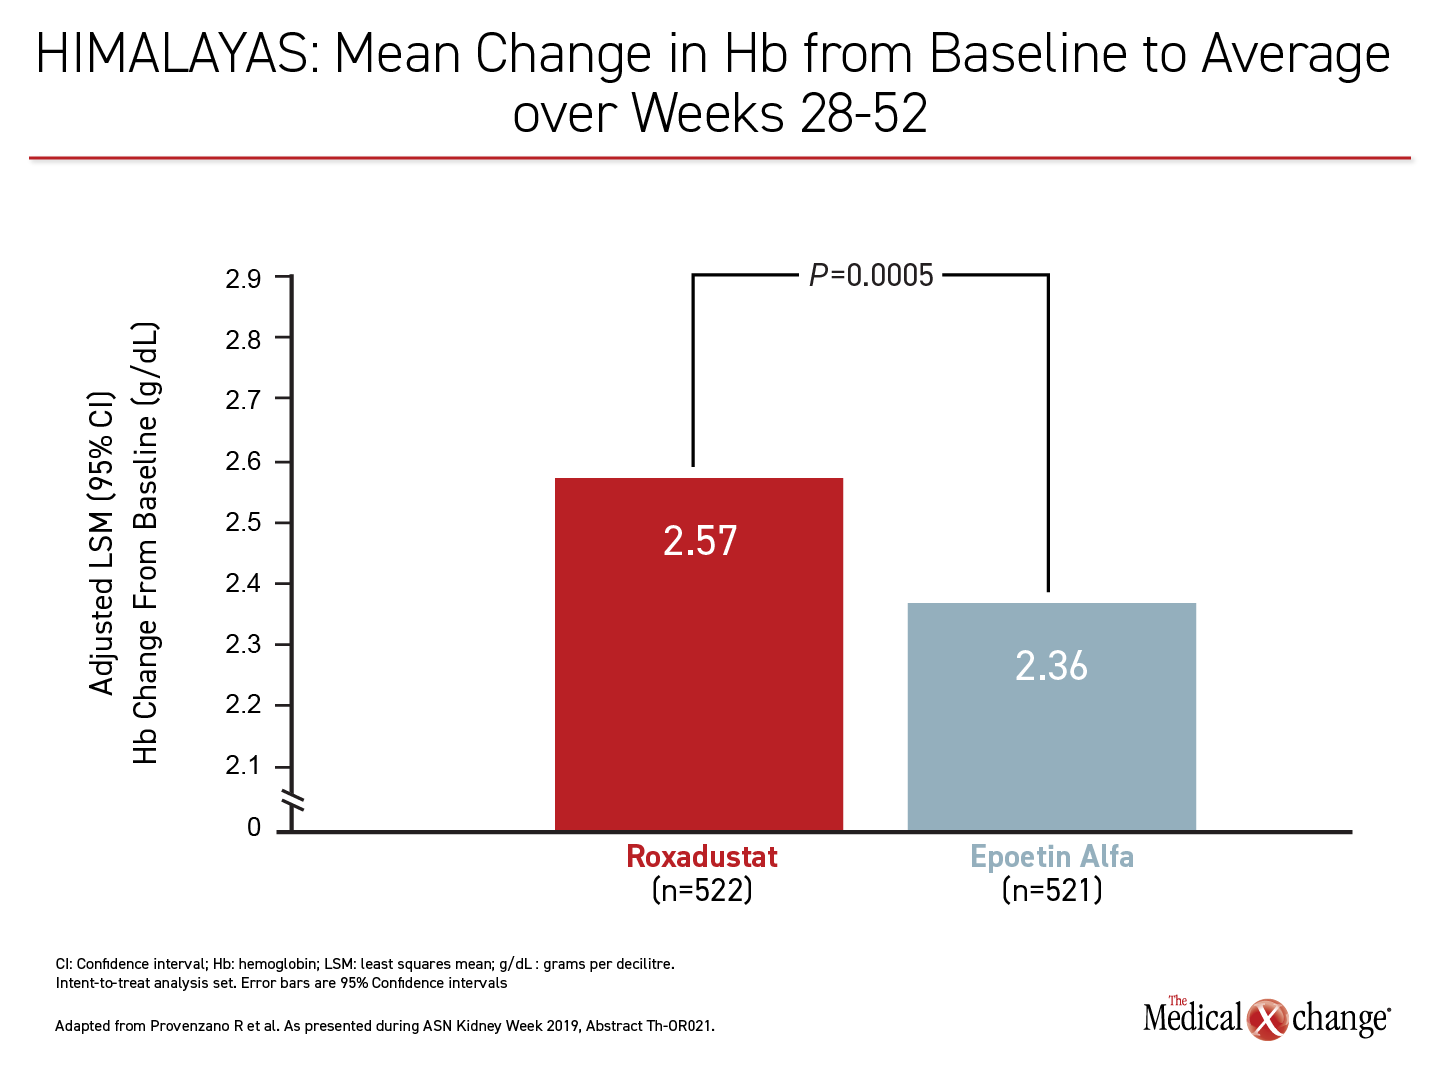 HIMALAYAS: Mean Change in Hb from Baseline to Average
over Weeks 28-52
Adjusted LSM (95% CI)
Hb Change From Baseline (g/dL)
2.9
2.8
2.7
2.6
2.5
2.4
2.3
2.2
2.1
0
P=0.0005
2.57
2.36
Roxadustat
(n=522)
Epoetin Alfa
(n=521)
CI: Confidence interval; Hb: hemoglobin; LSM: least squares mean; g/dL : grams per decilitre.
Intent-to-treat analysis set. Error bars are 95% Confidence intervals
Adapted from Provenzano R et al. As presented during ASN Kidney Week 2019, Abstract Th-OR021.
The
Medical X change®